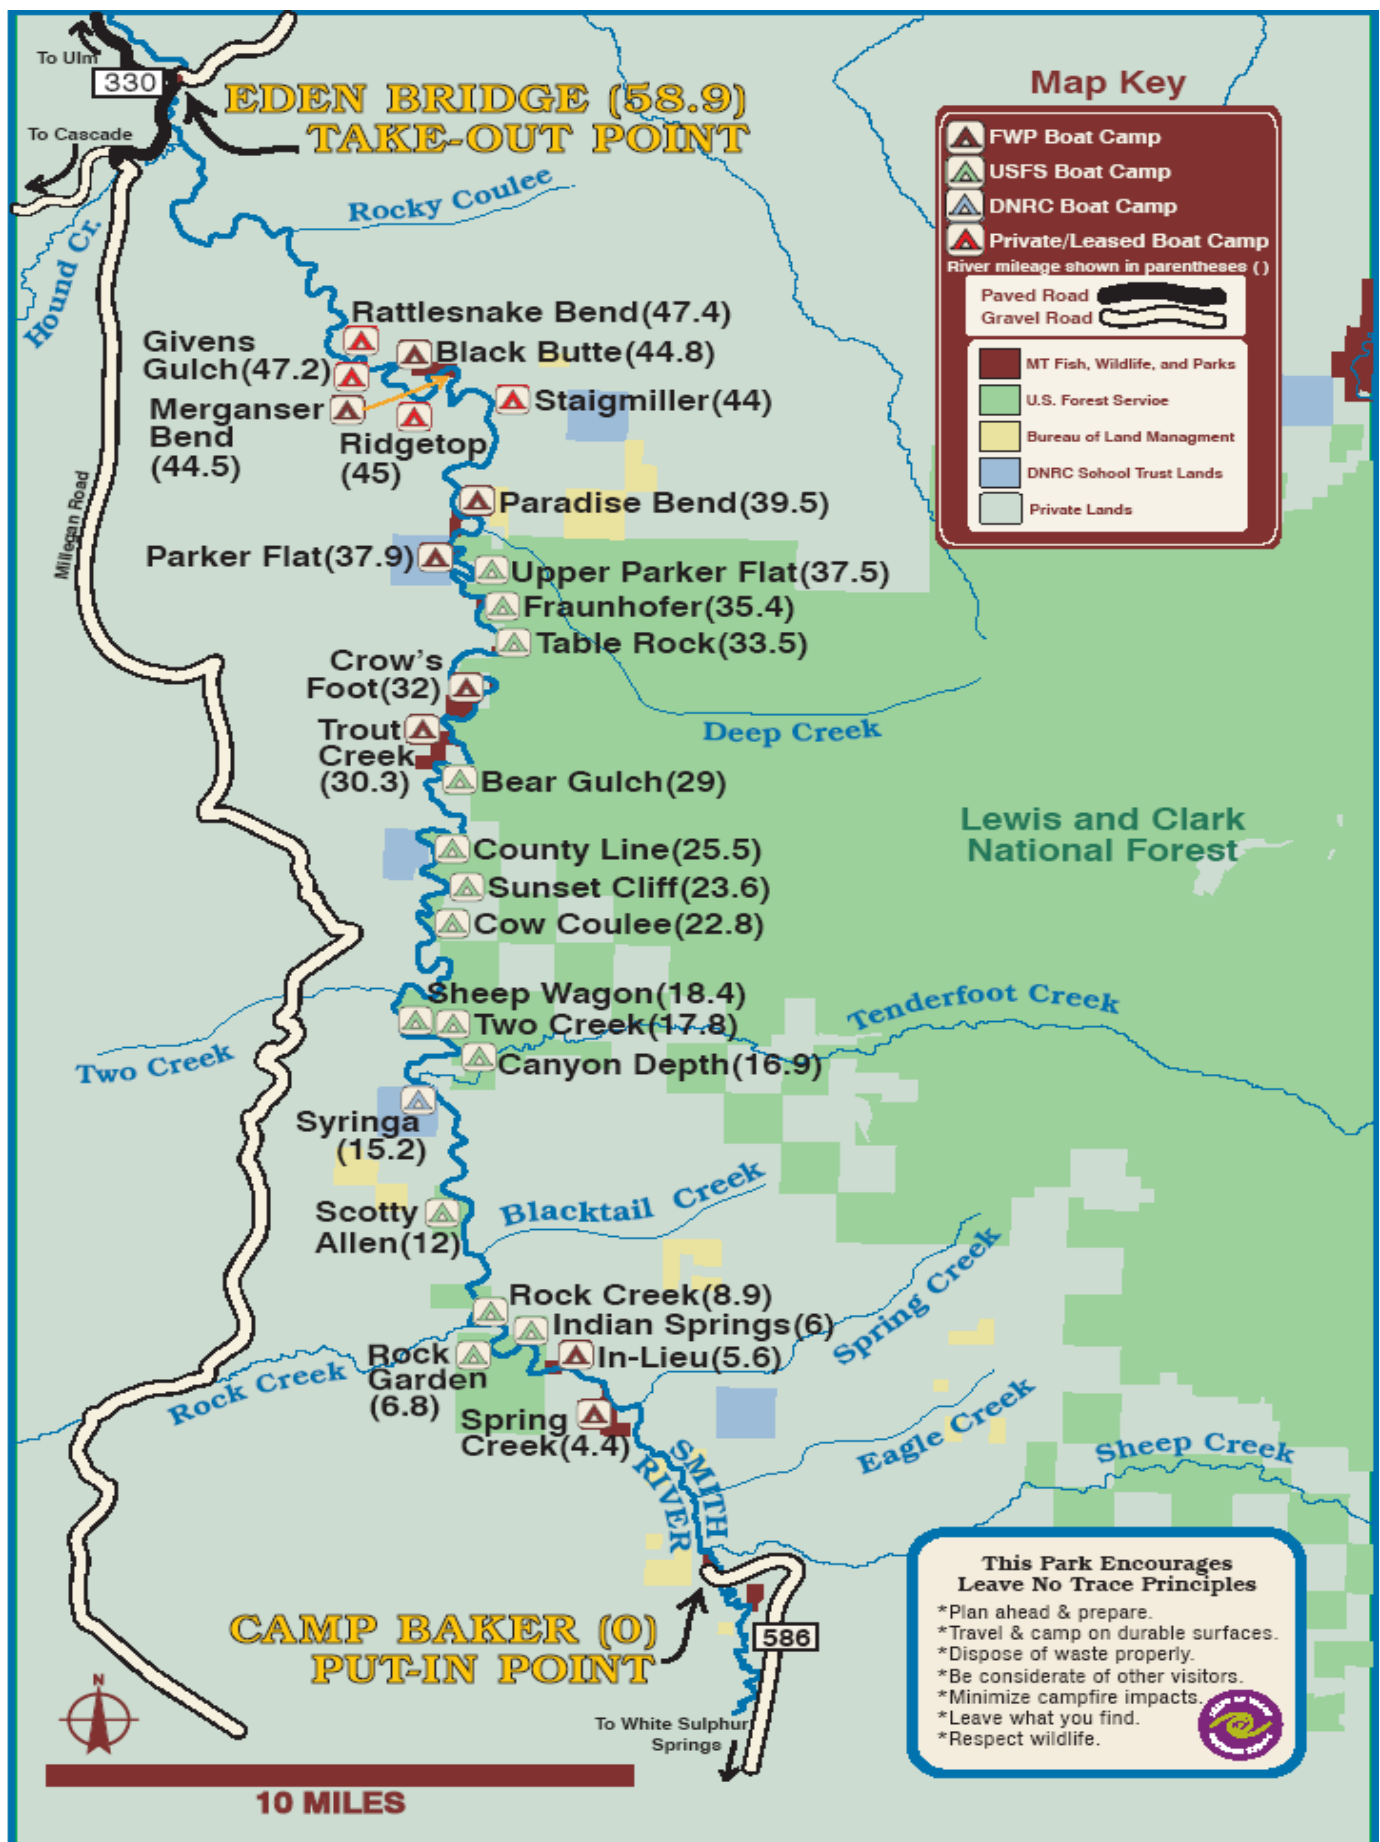 To Ulm
330
EDEN BRIDGE (58.9)
TAKE-OUT POINT
To Cascade
Hound Cr.
Rocky Coulee
Map Key
FWP Boat Camp
USFS Boat Camp
DNRC Boat Camp
Private/Leased Boat Camp
River mileage shown in parentheses ( )
Paved Road
Gravel Road
MT Fish, Wildlife, and Parks
U.S. Forest Service
Bureau of Land Managment
DNRC School Trust Lands
Private Lands
Rattlesnake Bend(47.4)
Givens
Gulch(47.2)
Black Butte(44.8)
Merganser
Bend
(44.5)
Ridgetop
(45)
Staigmiller(44)
Millegan Road
Paradise Bend(39.5)
Parker Flat(37.9)
Upper Parker Flat(37.5)
Fraunhofer(35.4)
Table Rock(33.5)
Crow's
Foot(32)
Trout
Creek
(30.3)
Deep Creek
Bear Gulch(29)
Lewis and Clark
National Forest
County Line(25.5)
Sunset Cliff(23.6)
Cow Coulee(22.8)
Sheep Wagon(18.4)
Two Creek(17.8)
Tenderfoot Creek
Two Creek
Canyon Depth(16.9)
Syringa
(15.2)
Scotty
Allen(12)
Blacktail Creek
Rock Creek(8.9)
Indian Springs(6)
In-Lieu(5.6)
Spring Creek
Rock
Garden
(6.8)
Rock Creek
Spring
Creek(4.4)
Eagle Creek
Sheep Creek
SMITH
RIVER
CAMP BAKER (0)
PUT-IN POINT
586
To White Sulphur
Springs
N
10 MILES
This Park Encourages
Leave No Trace Principles
*Plan ahead & prepare.
*Travel & camp on durable surfaces.
*Dispose of waste properly.
*Be considerate of other visitors.
*Minimize campfire impacts.
*Leave what you find.
*Respect wildlife.